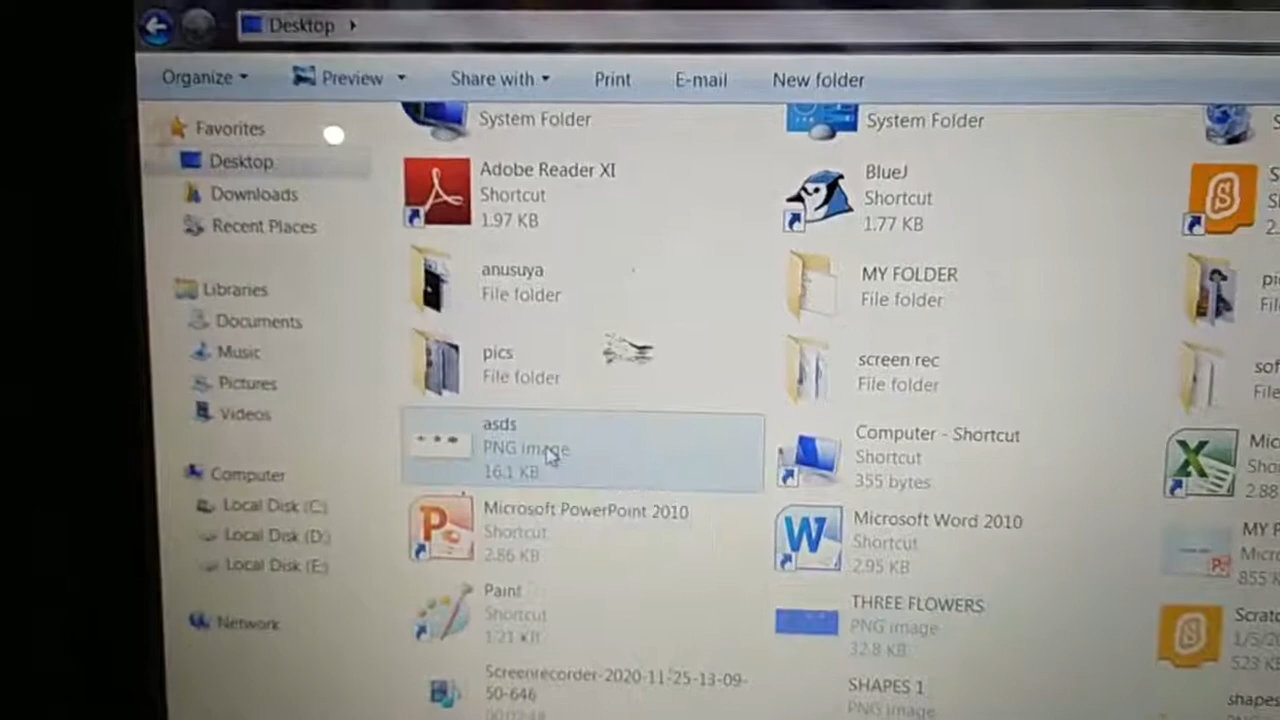 Desktop
Organize
Preview
Share with
Print
E-mail
New folder
Favorites
Desktop
Downloads
Recent Places
Libraries
Documents
Music
Pictures
Videos
Computer
Local Disk (C:
Local Disk (D:
Local Disk (E:
Network
System Folder
System Folder
Adobe Reader XI
Shortcut
1.97 KB
BlueJ
Shortcut
1.77 KB
anusuya
File folder
MY FOLDER
File folder
pics
File folder
screen rec
File folder
asds
PNG image
16.1 KB
Computer - Shortcut
Shortcut
355 bytes
Microsoft PowerPoint 2010
Shortcut
2.86 KB
Microsoft Word 2010
Shortcut
2.95 KB
MY
855 K
Paint
Shortcut
1.21 KB
THREE FLOWERS
PNG image
32.8 KB
523 K
Screenrecorder-2020-11-25-13-09-
50-646
SHAPES 1
PNG image
shapes